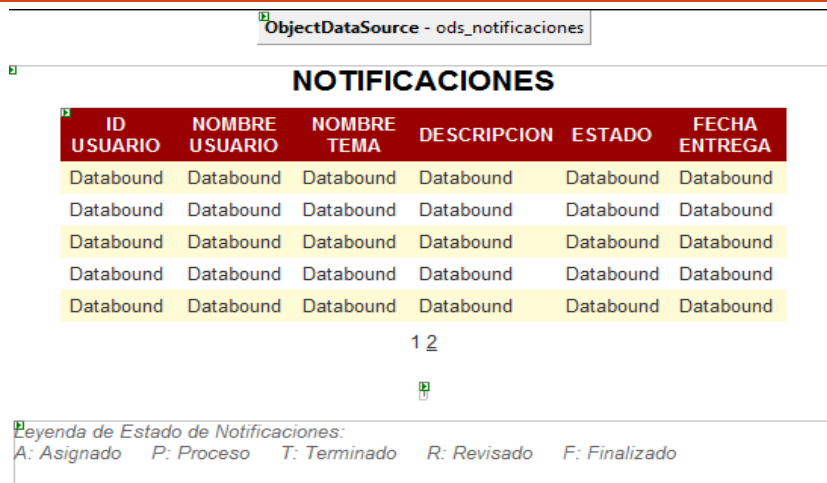 ObjectDataSource - ods_notificaciones
NOTIFICACIONES
ID USUARIO NOMBRE USUARIO NOMBRE TEMA DESCRIPCION ESTADO FECHA ENTREGA
Databound Databound Databound Databound Databound Databound
Databound Databound Databound Databound Databound Databound
Databound Databound Databound Databound Databound Databound
Databound Databound Databound Databound Databound Databound
Databound Databound Databound Databound Databound Databound
1 2
Leyenda de Estado de Notificaciones:
A: Asignado P: Proceso T: Terminado R: Revisado F: Finalizado